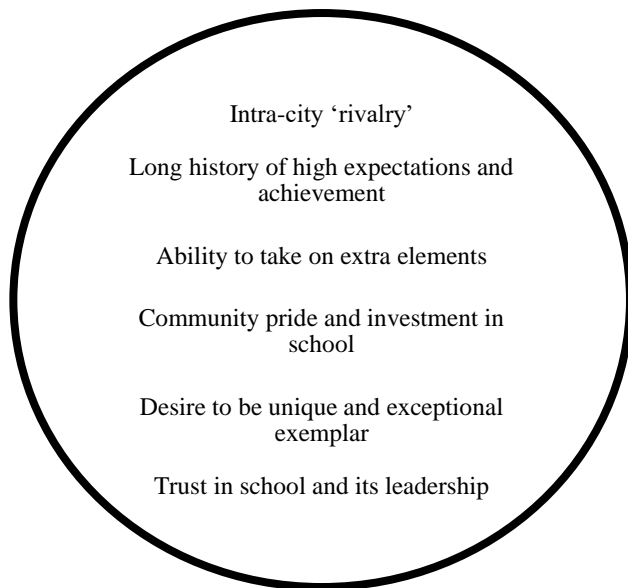 Intra-city ‘rivalry’
Long history of high expectations and
achievement
Ability to take on extra elements
Community pride and investment in
school
Desire to be unique and exceptional
exemplar
Trust in school and its leadership